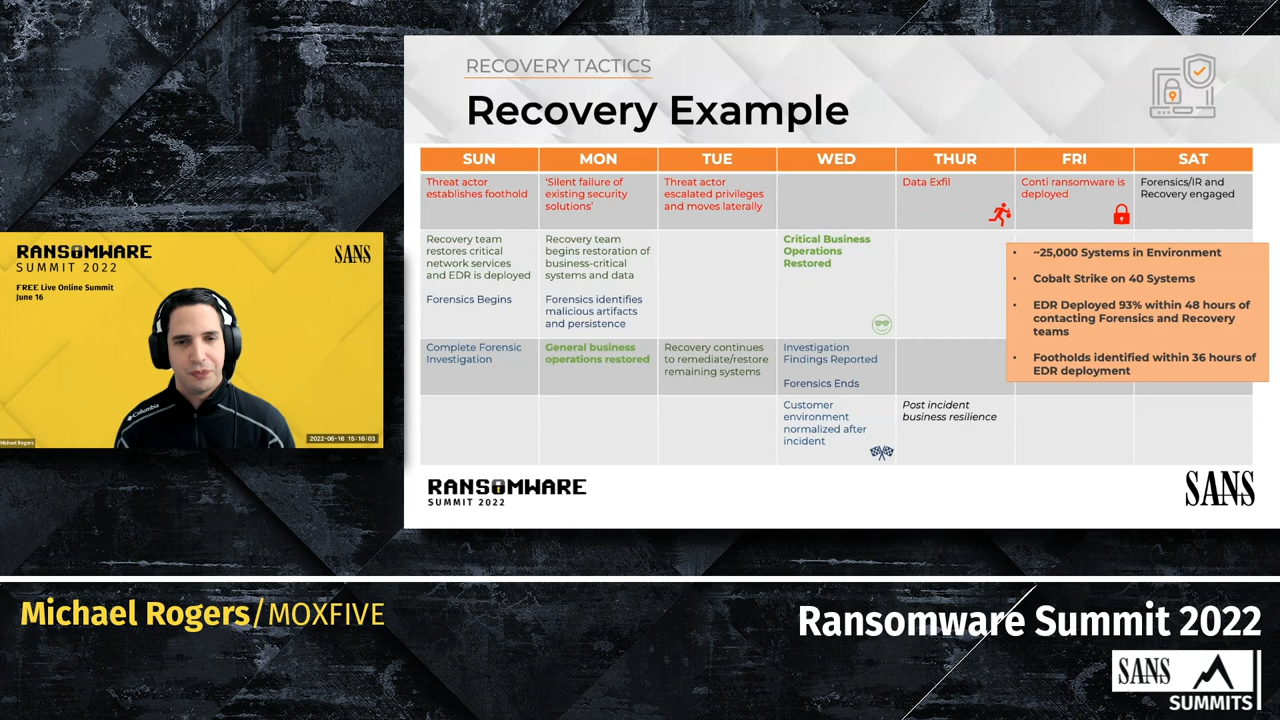 RECOVERY TACTICS
Recovery Example
SUN
MON
TUE
WED
THUR
FRI
SAT
Threat actor
establishes foothold
‘Silent failure of
existing security
solutions’
Threat actor
escalated privileges
and moves laterally
Data Exfil
Conti ransomware is
deployed
Forensics/IR and
Recovery engaged
Recovery team
restores critical
network services
and EDR is deployed
Forensics Begins
Recovery team
begins restoration of
business-critical
systems and data
Forensics identifies
malicious artifacts
and persistence
Critical Business
Operations
Restored
• ~25,000 Systems in Environment
• Cobalt Strike on 40 Systems
• EDR Deployed 93% within 48 hours of
contacting Forensics and Recovery
teams
• Footholds identified within 36 hours of
EDR deployment
Complete Forensic
Investigation
General business
operations restored
Recovery continues
to remediate/restore
remaining systems
Investigation
Findings Reported
Forensics Ends
Customer
environment
normalized after
incident
Post incident
business resilience
RANSOMWARE
SUMMIT 2022
SANS
RANSOMWARE
SUMMIT 2022
SANS
FREE Live Online Summit
June 16
Columbia
Michael Rogers
2022-06-16 15:16:03
Michael Rogers/MOXFIVE
Ransomware Summit 2022
SANS
SUMMITS